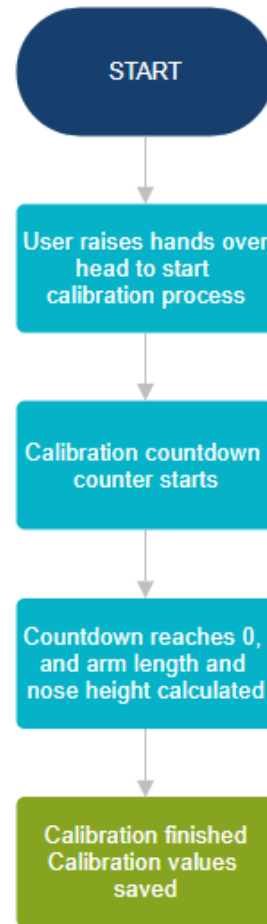 START
User raises hands over
head to start
calibration process
Calibration countdown
counter starts
Countdown reaches 0,
and arm length and
nose height calculated
Calibration finished
Calibration values
saved